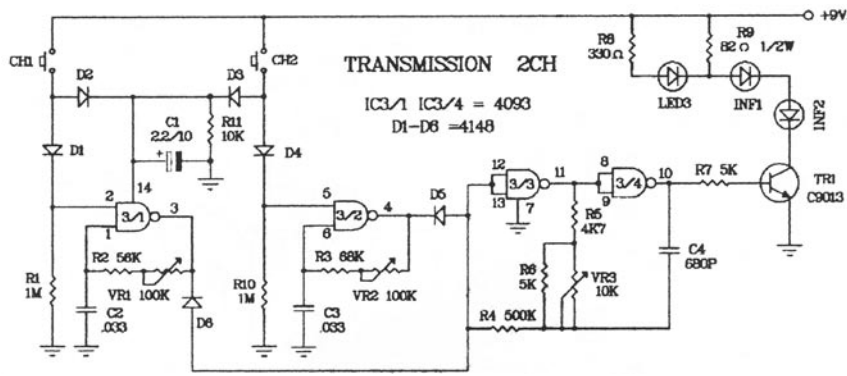 +9V
R8
330Ω
R9
82Ω 1/2W
CH1
D2
D3
CH2
TRANSMISSION 2CH
IC3/1 IC3/4 = 4093
D1-D6 =4148
LED3
INF1
INF2
C1
2.2/10
+
R11
10K
D1
D4
14
2
3/1
3
1
5
3/2
4
6
D5
12
3/3
11
13
7
8
3/4
10
9
R7 5K
TR1
C9013
R5
4K7
R2 56K
VR1 100K
R3 68K
VR2 100K
R6
5K
VR3
10K
C4
680P
R1
1M
R10
1M
C2
.033
D6
C3
.033
R4 500K